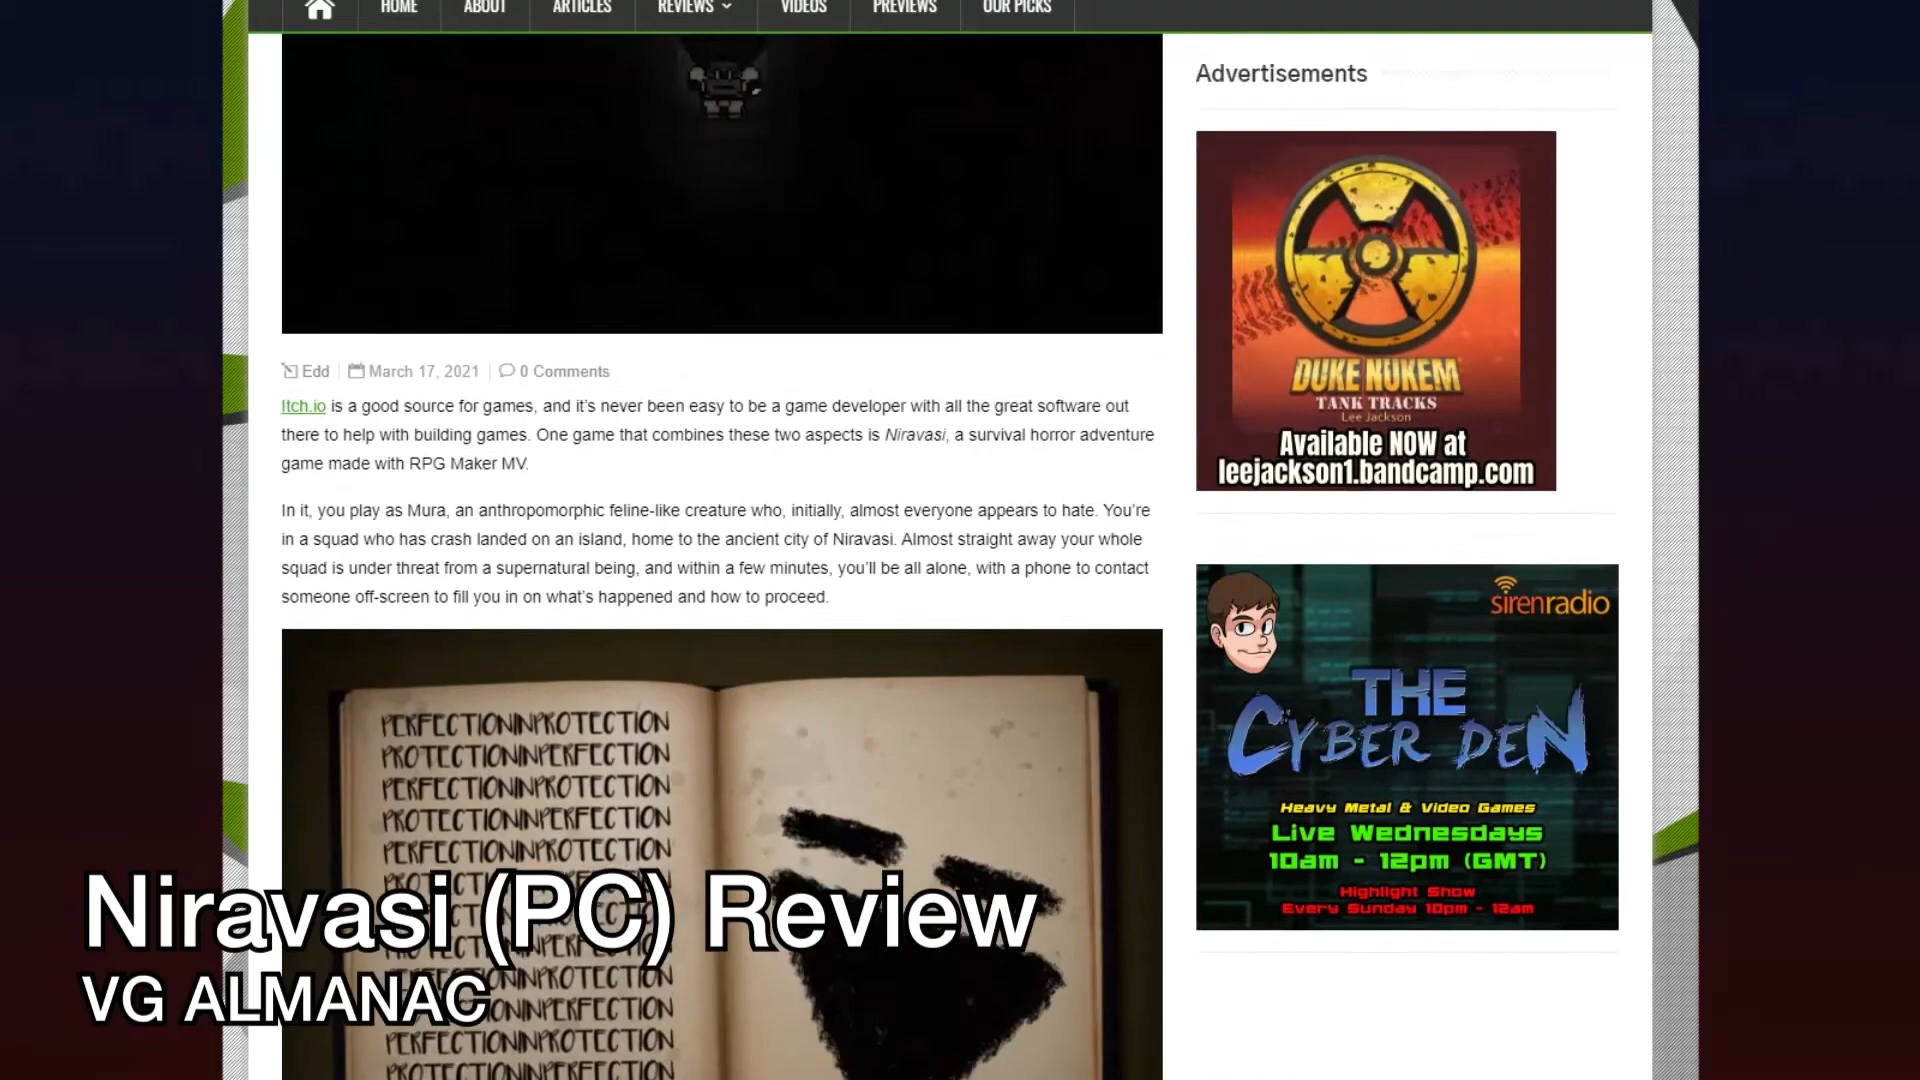 HOME ABOUT ARTICLES REVIEWS VIDEOS PREVIEWS OUR PICKS
Edd March 17, 2021 0 Comments
Itch.io is a good source for games, and it’s never been easy to be a game developer with all the great software out
there to help with building games. One game that combines these two aspects is Niravasi, a survival horror adventure
game made with RPG Maker MV.
In it, you play as Mura, an anthropomorphic feline-like creature who, initially, almost everyone appears to hate. You’re
in a squad who has crash landed on an island, home to the ancient city of Niravasi. Almost straight away your whole
squad is under threat from a supernatural being, and within a few minutes, you’ll be all alone, with a phone to contact
someone off-screen to fill you in on what’s happened and how to proceed.
PERFECTIONINPROTECTION
PROTECTIONINPERFECTION
PERFECTIONINPROTECTION
PROTECTIONINPERFECTION
PERFECTIONINPROTECTION
PERFECTIONINPROTECTION
PROTECTIONINPERFECTION
Niravasi (PC) Review
VG ALMANAC
Advertisements
DUKE NUKEM
TANK TRACKS
Lee Jackson
Available NOW at
leejackson1.bandcamp.com
sirenradio
THE
CYBER DEN
Heavy Metal & Video Games
Live Wednesdays
10am - 12pm (GMT)
Highlight Show
Every Sunday 10pm - 12am